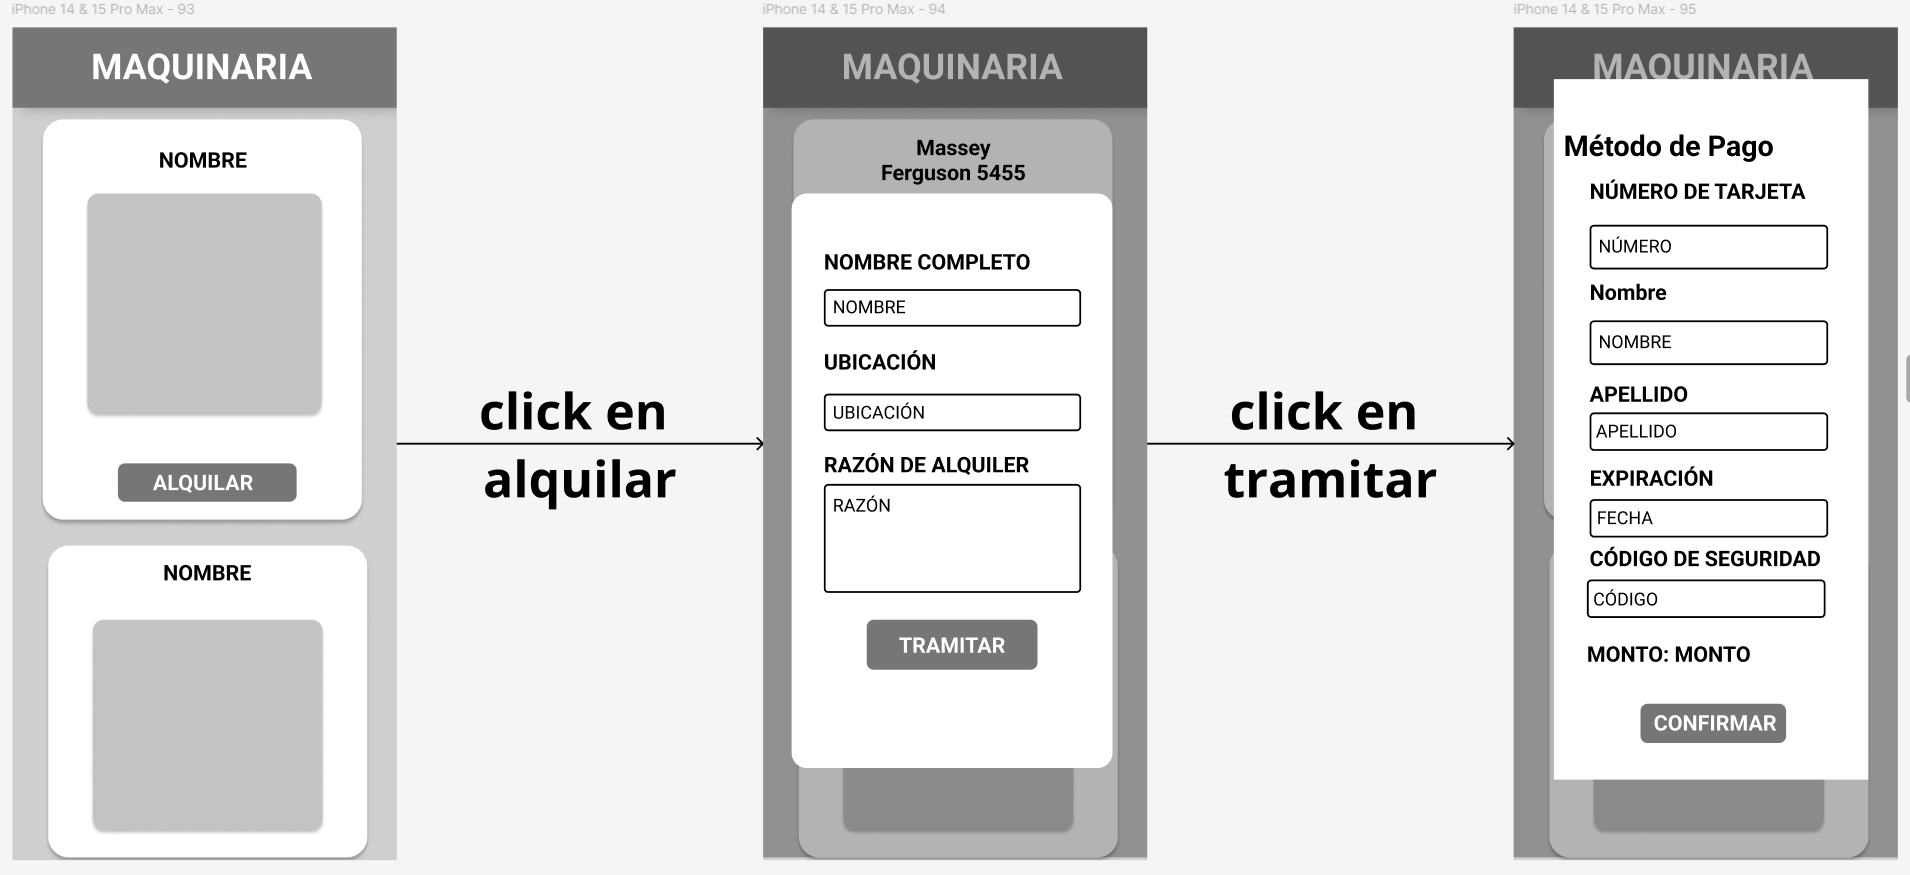 iPhone 14 & 15 Pro Max - 93
MAQUINARIA
NOMBRE
ALQUILAR
NOMBRE
click en
alquilar
iPhone 14 & 15 Pro Max - 94
MAQUINARIA
Massey
Ferguson 5455
NOMBRE COMPLETO
NOMBRE
UBICACIÓN
UBICACIÓN
RAZÓN DE ALQUILER
RAZÓN
TRAMITAR
click en
tramitar
iPhone 14 & 15 Pro Max - 95
MAQUINARIA
Método de Pago
NÚMERO DE TARJETA
NÚMERO
Nombre
NOMBRE
APELLIDO
APELLIDO
EXPIRACIÓN
FECHA
CÓDIGO DE SEGURIDAD
CÓDIGO
MONTO: MONTO
CONFIRMAR